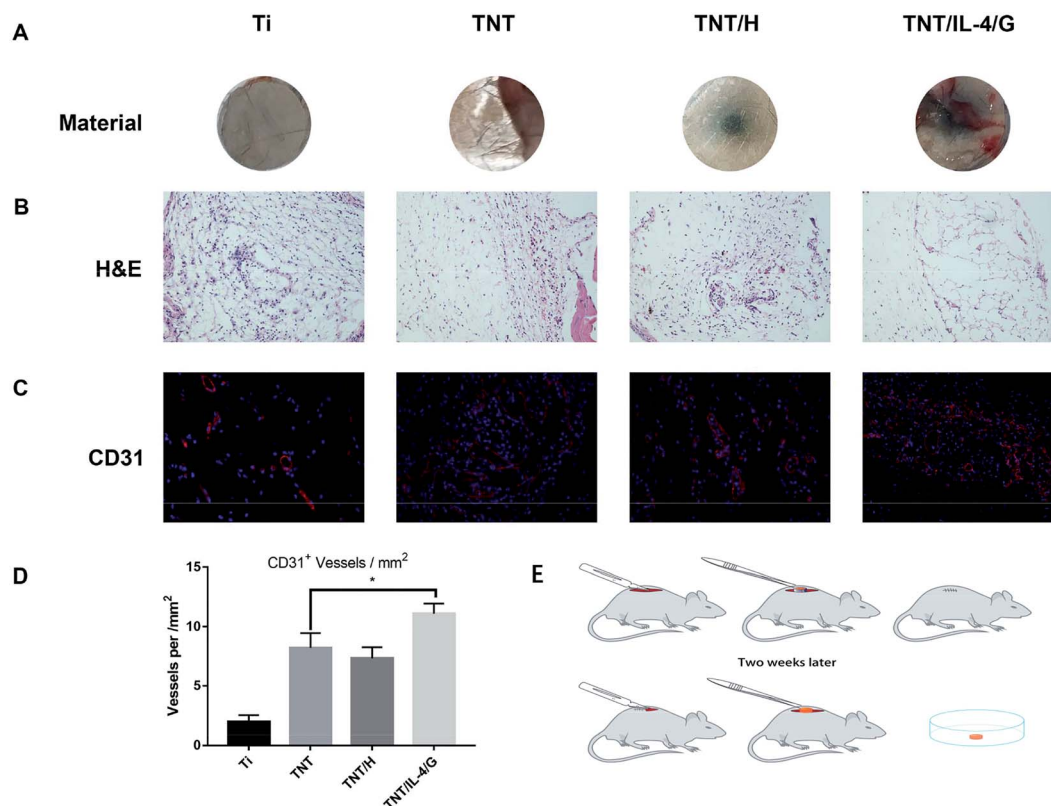 A
Ti
TNT
TNT/H
TNT/IL-4/G
Material
B
H&E
C
CD31
D
CD31+ Vessels / mm2
*
Vessels per /mm2
15
10
5
0
Ti
TNT
TNT/H
TNT/IL-4/G
E
Two weeks later